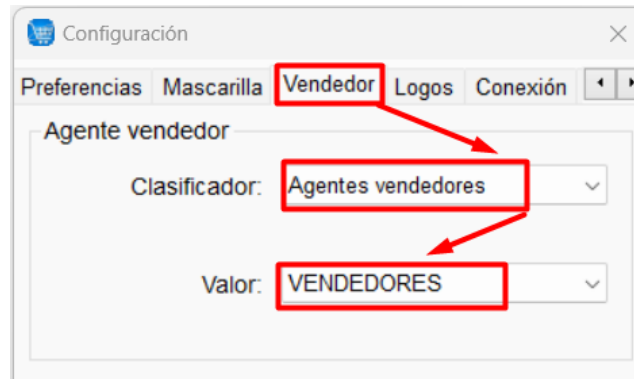 Configuración
Preferencias Mascarilla Vendedor Logos Conexión
Agente vendedor
Clasificador: Agentes vendedores
Valor: VENDEDORES